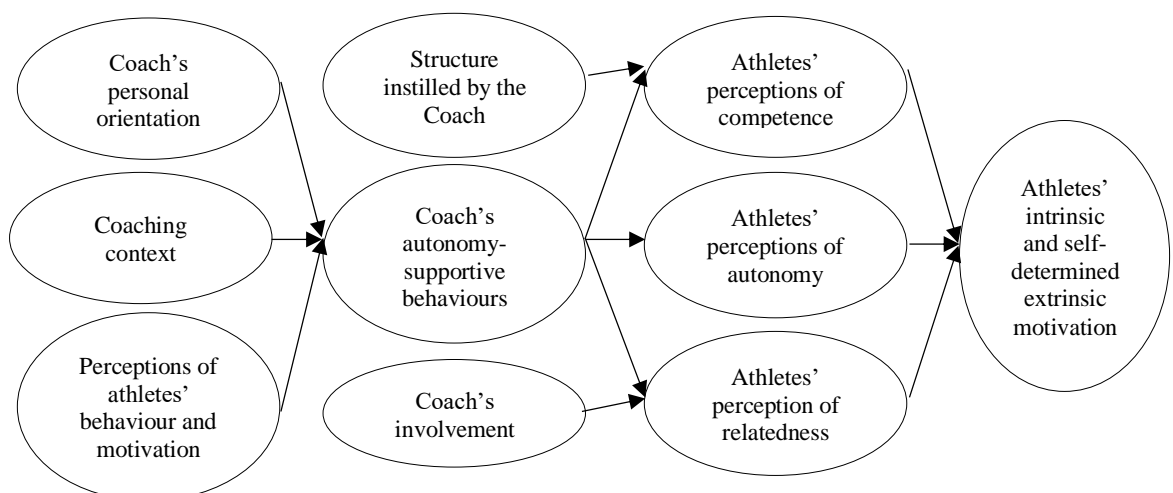 Coach’s
personal
orientation
Coaching
context
Perceptions of
athletes’
behaviour and
motivation
Structure
instilled by the
Coach
Coach’s
autonomy-
supportive
behaviours
Coach’s
involvement
Athletes’
perceptions of
competence
Athletes’
perceptions of
autonomy
Athletes’
perception of
relatedness
Athletes’
intrinsic
and self-
determined
extrinsic
motivation